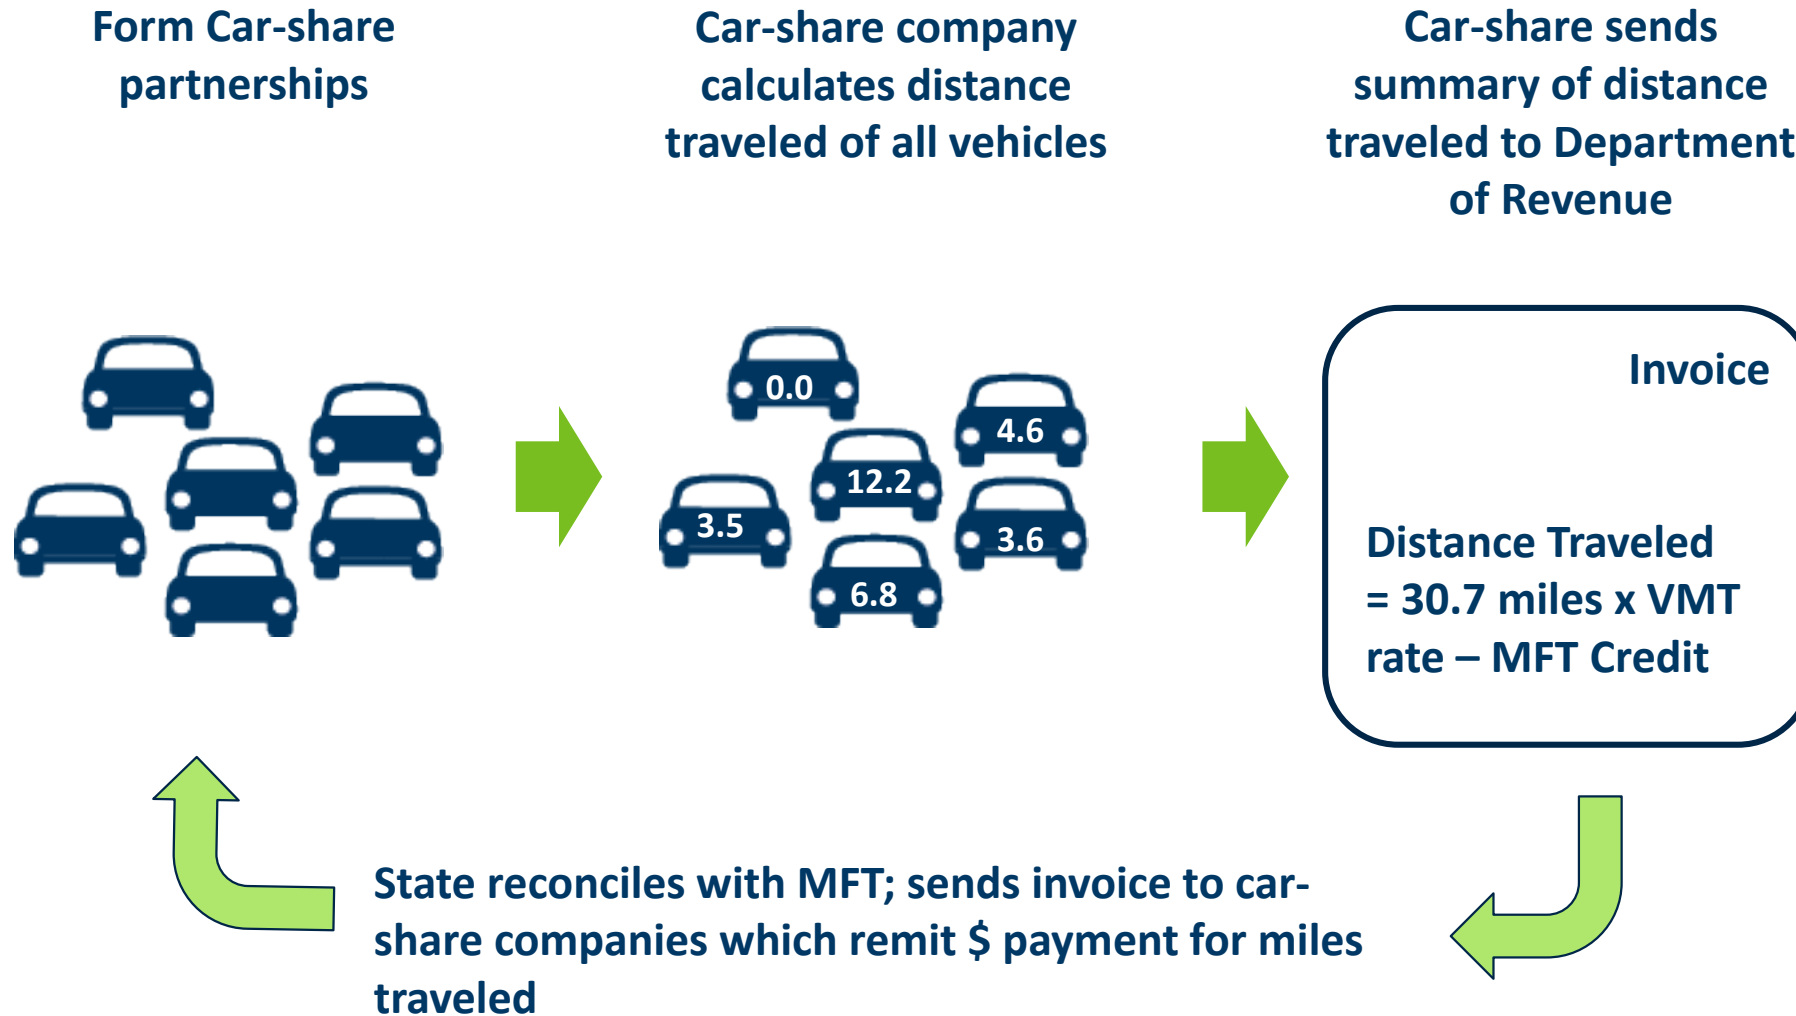 Form Car-share
partnerships
Car-share company
calculates distance
traveled of all vehicles
Car-share sends
summary of distance
traveled to Department
of Revenue
0.0
4.6
12.2
3.5
3.6
6.8
Invoice
Distance Traveled
= 30.7 miles x VMT
rate – MFT Credit
State reconciles with MFT; sends invoice to car-
share companies which remit $ payment for miles
traveled